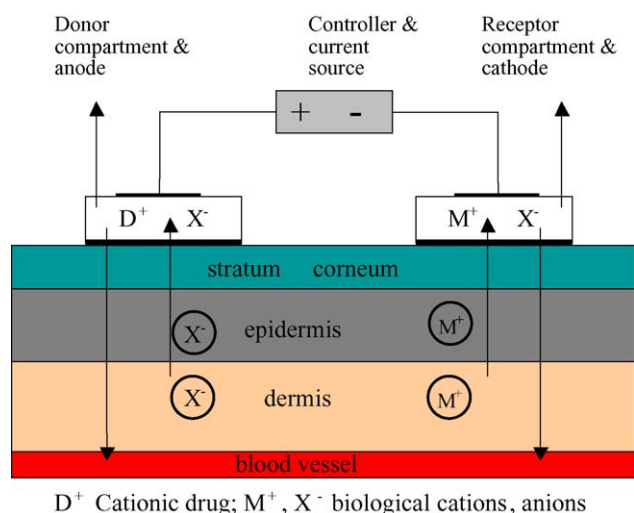 Donor
compartment &
anode
Controller &
current
source
Receptor
compartment &
cathode
+ -
D⁺ X⁻
M⁺ X⁻
stratum corneum
X⁻ epidermis M⁺
X⁻ dermis M⁺
blood vessel
D⁺ Cationic drug; M⁺, X⁻ biological cations, anions